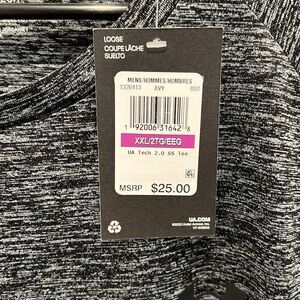 LOOSE
COUPE LÂCHE
SUELTO
MENS/HOMMES/HOMBRES
1326413 AVY 002
1 92006 31642 8
XXL/2TG/EEG
UA Tech 2.0 SS Tee
MSRP $25.00
UA.COM